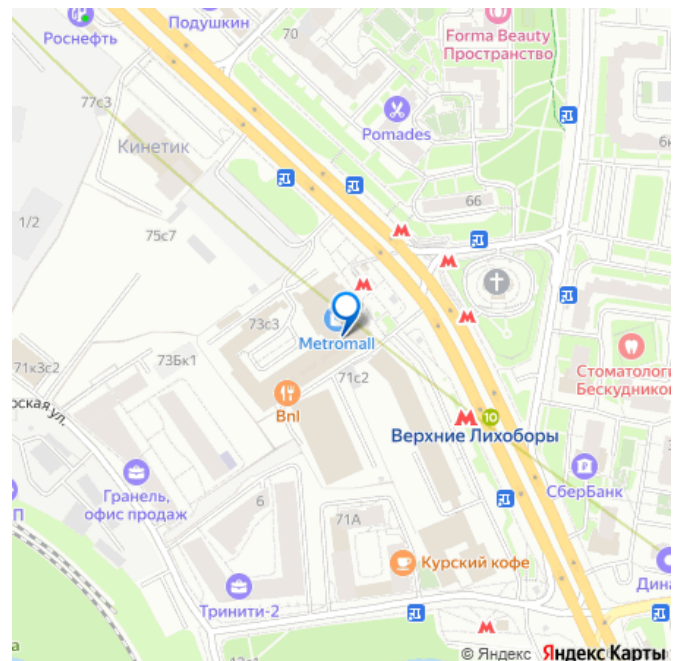 Роснефть
Подушкин
70
Forma Beauty
Пространство
77с3
Pomades
Кинетик
66
1/2
75с7
73с3
Metromall
73Бк1
71с2
71к3с2
Стоматологи
Бескудников
рская ул.
Bnl
10
Верхние Лихоборы
Гранель,
офис продаж
СберБанк
П
6
71А
Курский кофе
Дина
Тринити-2
а
© Яндекс Яндекс Карты